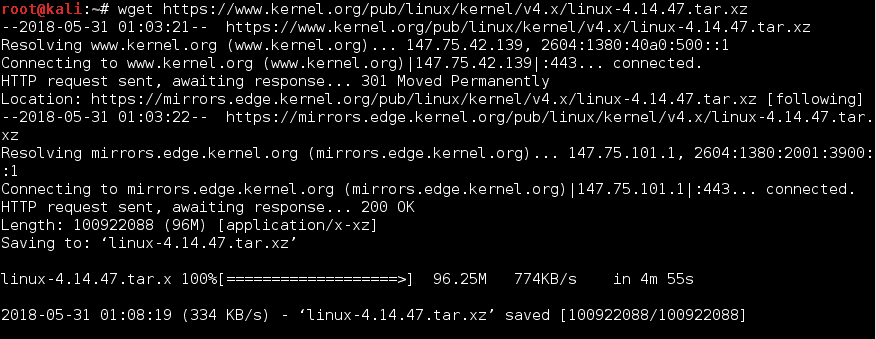 root@kali:~# wget https://www.kernel.org/pub/linux/kernel/v4.x/linux-4.14.47.tar.xz
--2018-05-31 01:03:21--  https://www.kernel.org/pub/linux/kernel/v4.x/linux-4.14.47.tar.xz
Resolving www.kernel.org (www.kernel.org)... 147.75.42.139, 2604:1380:40a0:500::1
Connecting to www.kernel.org (www.kernel.org)|147.75.42.139|:443... connected.
HTTP request sent, awaiting response... 301 Moved Permanently
Location: https://mirrors.edge.kernel.org/pub/linux/kernel/v4.x/linux-4.14.47.tar.xz [following]
--2018-05-31 01:03:22--  https://mirrors.edge.kernel.org/pub/linux/kernel/v4.x/linux-4.14.47.tar.
xz
Resolving mirrors.edge.kernel.org (mirrors.edge.kernel.org)... 147.75.101.1, 2604:1380:2001:3900:
:1
Connecting to mirrors.edge.kernel.org (mirrors.edge.kernel.org)|147.75.101.1|:443... connected.
HTTP request sent, awaiting response... 200 OK
Length: 100922088 (96M) [application/x-xz]
Saving to: ‘linux-4.14.47.tar.xz’
linux-4.14.47.tar.x 100%[===================>]  96.25M   774KB/s    in 4m 55s
2018-05-31 01:08:19 (334 KB/s) - ‘linux-4.14.47.tar.xz’ saved [100922088/100922088]